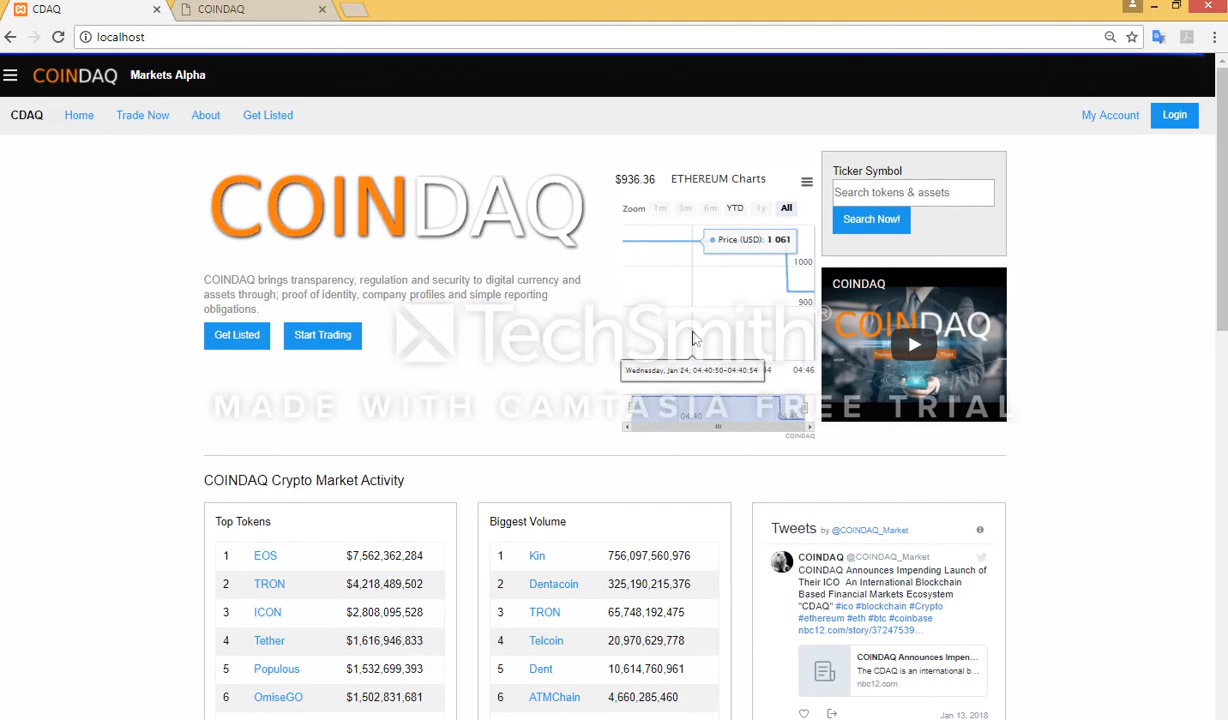 CDAQ
COINDAQ
localhost
COINDAQ Markets Alpha
CDAQ Home Trade Now About Get Listed My Account Login
COINDAQ
COINDAQ brings transparency, regulation and security to digital currency and
assets through; proof of identity, company profiles and simple reporting
obligations.
Get Listed Start Trading
$936.36 ETHEREUM Charts
Zoom 1m 3m 6m YTD 1y All
Price (USD): 1 061
1000
900
Wednesday, Jan 24, 04:40:50-04:40:54
44 04:46
04:40
COINDAQ
Ticker Symbol
Search tokens & assets
Search Now!
COINDAQ
COINDAQ
TechSmith®
MADE WITH CAMTASIA FREE TRIAL
COINDAQ Crypto Market Activity
Top Tokens
1 EOS $7,562,362,284
2 TRON $4,218,489,502
3 ICON $2,808,095,528
4 Tether $1,616,946,833
5 Populous $1,532,699,393
6 OmiseGO $1,502,831,681
Biggest Volume
1 Kin 756,097,560,976
2 Dentacoin 325,190,215,376
3 TRON 65,748,192,475
4 Telcoin 20,970,629,778
5 Dent 10,614,760,961
6 ATMChain 4,660,285,460
Tweets by @COINDAQ_Market
COINDAQ @COINDAQ_Market
COINDAQ Announces Impending Launch of
Their ICO An International Blockchain
Based Financial Markets Ecosystem
"CDAQ" #ico #blockchain #Crypto
#ethereum #eth #btc #coinbase
nbc12.com/story/37247539…
COINDAQ Announces Impen...
The CDAQ is an international b...
nbc12.com
Jan 13, 2018